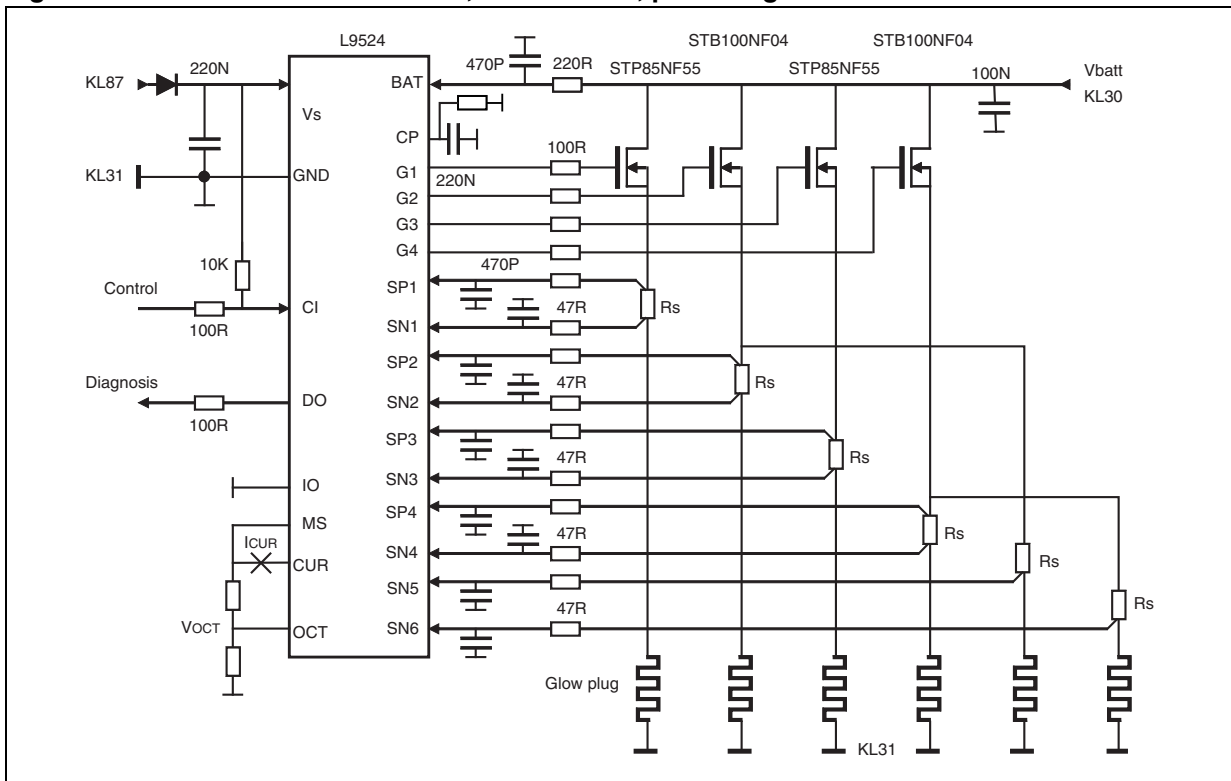 L9524
STB100NF04
STB100NF04
KL87
220N
470P
220R
STP85NF55
STP85NF55
100N
Vbatt
KL30
BAT
Vs
CP
100R
KL31
GND
G1
220N
G2
G3
G4
10K
470P
SP1
Control
Rs
CI
47R
100R
SN1
SP2
Diagnosis
47R
Rs
DO
SN2
100R
SP3
47R
Rs
IO
SN3
SP4
MS
ICUR
47R
Rs
CUR
SN4
Rs
SN5
47R
Rs
VOCT
OCT
SN6
Glow plug
KL31